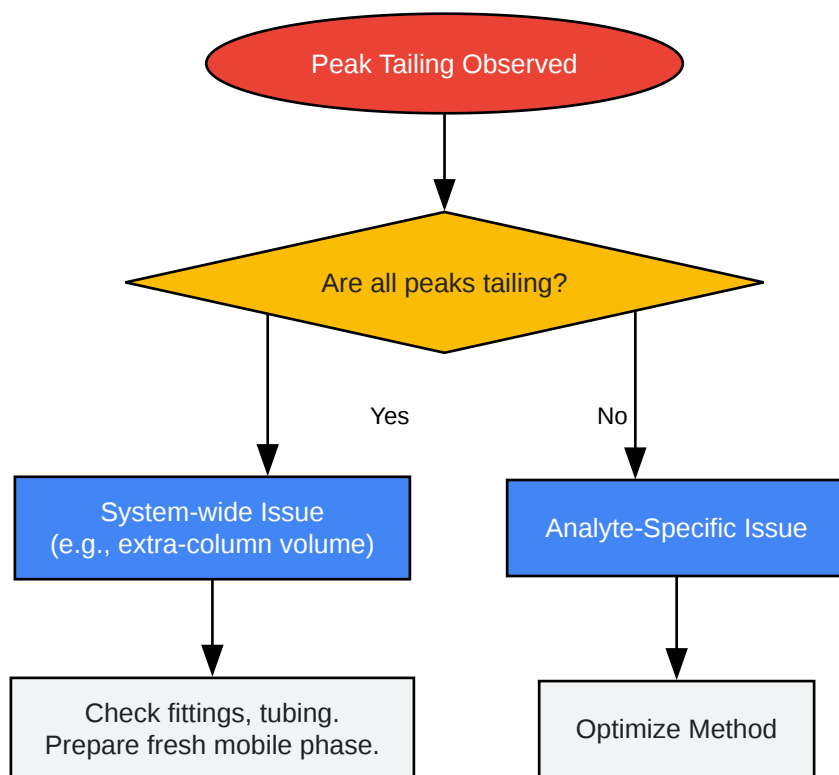 Peak Tailing Observed
Are all peaks tailing?
Yes
No
System-wide Issue
(e.g., extra-column volume)
Analyte-Specific Issue
Check fittings, tubing.
Prepare fresh mobile phase.
Optimize Method